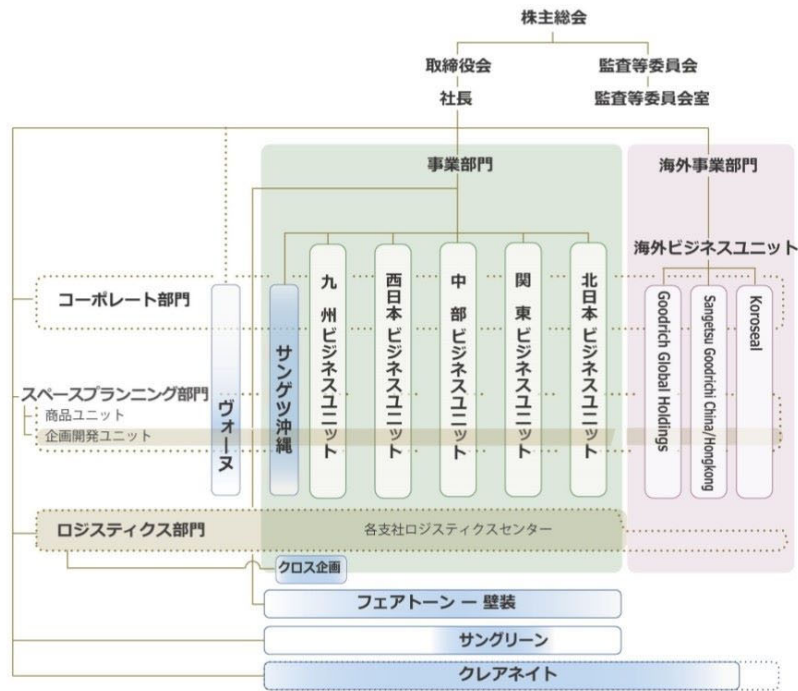 株主総会
取締役会
監査等委員会
社長
監査等委員会室
事業部門
海外事業部門
海外ビジネスユニット
コーポレート部門
スペースプランニング部門
商品ユニット
企画開発ユニット
ヴォーヌ
サンゲツ沖縄
九州ビジネスユニット
西日本ビジネスユニット
中部ビジネスユニット
関東ビジネスユニット
北日本ビジネスユニット
Goodrich Global Holdings
Sangetsu Goodrichi China/Hongkong
Koroseal
ロジスティクス部門
各支社ロジスティクスセンター
クロス企画
フェアトーン ー 壁装
サングリーン
クレアネイト